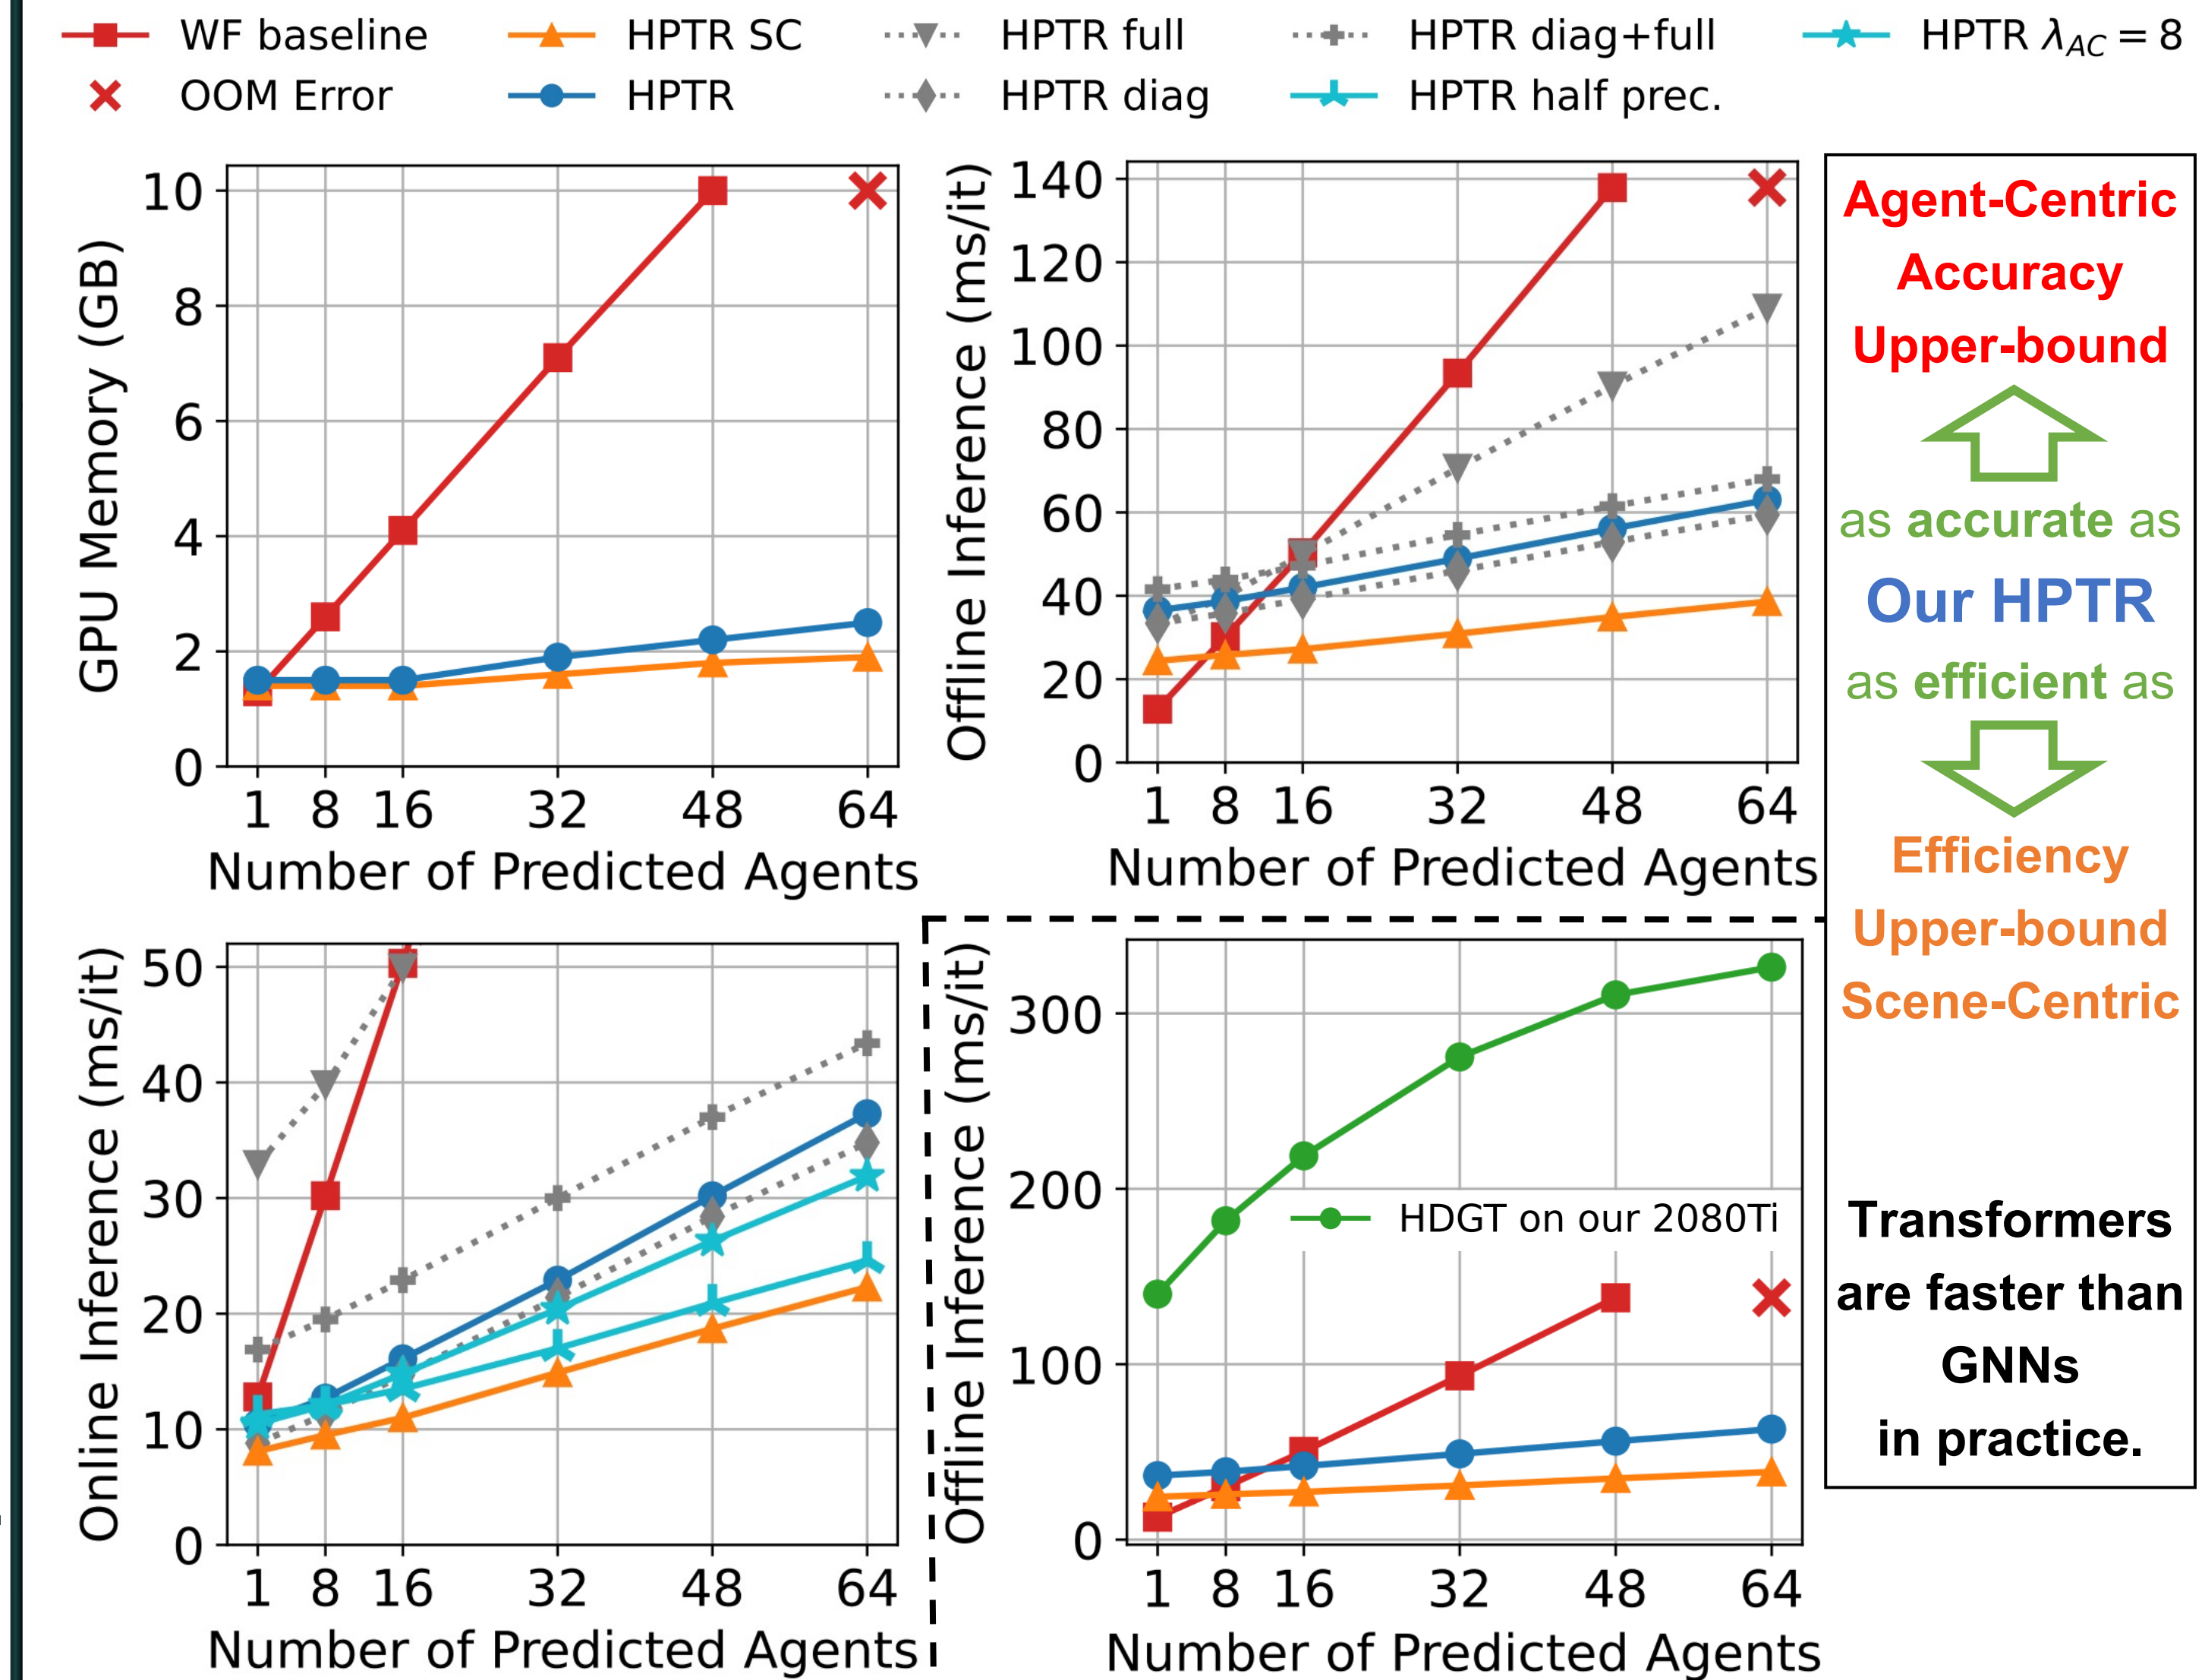 WF baseline
HPTR SC
HPTR full
HPTR diag+full
HPTR λ_AC = 8
OOM Error
HPTR
HPTR diag
HPTR half prec.
GPU Memory (GB)
10
8
6
4
2
0
1 8 16 32 48 64
Number of Predicted Agents
Offline Inference (ms/it)
140
120
100
80
60
40
20
0
1 8 16 32 48 64
Number of Predicted Agents
Agent-Centric
Accuracy
Upper-bound
as accurate as
Our HPTR
as efficient as
Efficiency
Upper-bound
Scene-Centric
Transformers
are faster than
GNNs
in practice.
Online Inference (ms/it)
50
40
30
20
10
0
1 8 16 32 48 64
Number of Predicted Agents
Offline Inference (ms/it)
300
200
100
0
HDGT on our 2080Ti
1 8 16 32 48 64
Number of Predicted Agents